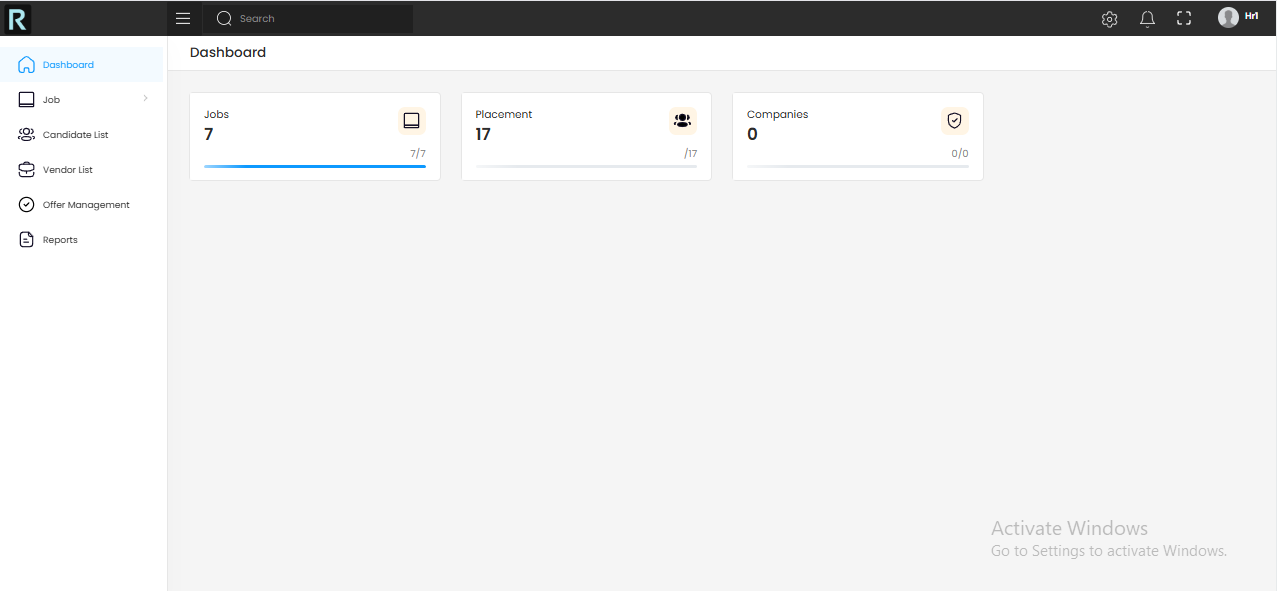 R
Search
Hr1
Dashboard
Job
Candidate List
Vendor List
Offer Management
Reports
Dashboard
Jobs
7
7/7
Placement
17
/17
Companies
0
0/0
Activate Windows
Go to Settings to activate Windows.